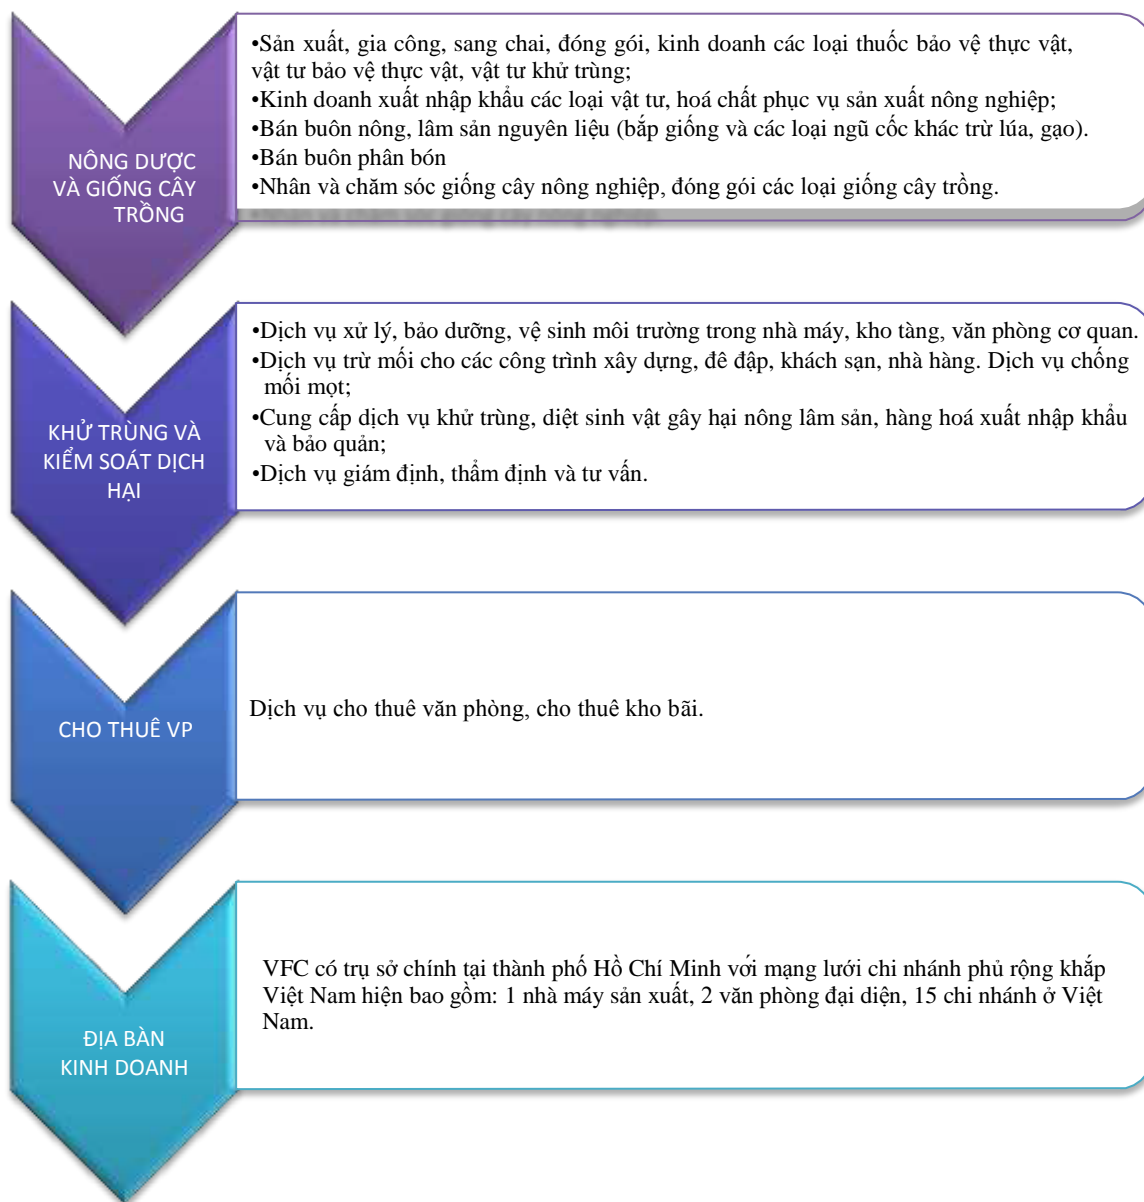 NÔNG DƯỢC
VÀ GIỐNG CÂY
TRỒNG
•Sản xuất, gia công, sang chai, đóng gói, kinh doanh các loại thuốc bảo vệ thực vật,
vật tư bảo vệ thực vật, vật tư khử trùng;
•Kinh doanh xuất nhập khẩu các loại vật tư, hoá chất phục vụ sản xuất nông nghiệp;
•Bán buôn nông, lâm sản nguyên liệu (bắp giống và các loại ngũ cốc khác trừ lúa, gạo).
•Bán buôn phân bón
•Nhân và chăm sóc giống cây nông nghiệp, đóng gói các loại giống cây trồng.
KHỬ TRÙNG VÀ
KIỂM SOÁT DỊCH
HẠI
•Dịch vụ xử lý, bảo dưỡng, vệ sinh môi trường trong nhà máy, kho tàng, văn phòng cơ quan.
•Dịch vụ trừ mối cho các công trình xây dựng, đê đập, khách sạn, nhà hàng. Dịch vụ chống
mối mọt;
•Cung cấp dịch vụ khử trùng, diệt sinh vật gây hại nông lâm sản, hàng hoá xuất nhập khẩu
và bảo quản;
•Dịch vụ giám định, thẩm định và tư vấn.
CHO THUÊ VP
Dịch vụ cho thuê văn phòng, cho thuê kho bãi.
ĐỊA BÀN
KINH DOANH
VFC có trụ sở chính tại thành phố Hồ Chí Minh với mạng lưới chi nhánh phủ rộng khắp
Việt Nam hiện bao gồm: 1 nhà máy sản xuất, 2 văn phòng đại diện, 15 chi nhánh ở Việt
Nam.